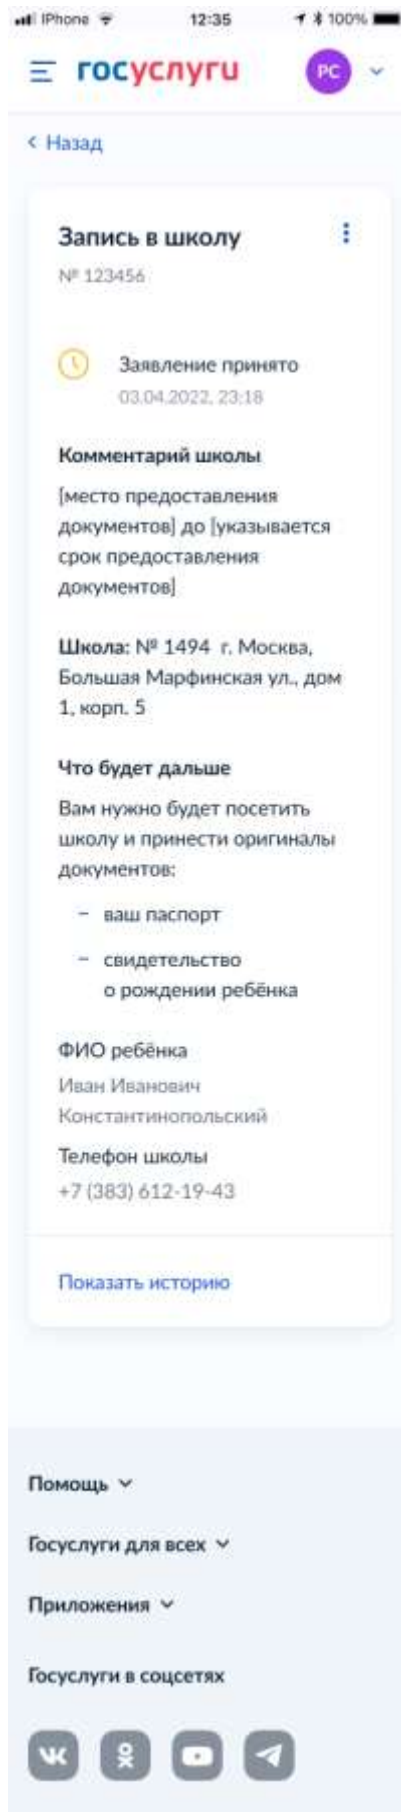 iPhone 12:35 100%
госуслуги РС
Назад
Запись в школу
№ 123456
Заявление принято
03.04.2022, 23:18
Комментарий школы
[место предоставления
документов] до [указывается
срок предоставления
документов]
Школа: № 1494 г. Москва,
Большая Марфинская ул., дом
1, корп. 5
Что будет дальше
Вам нужно будет посетить
школу и принести оригиналы
документов:
– ваш паспорт
– свидетельство
о рождении ребёнка
ФИО ребёнка
Иван Иванович
Константинопольский
Телефон школы
+7 (383) 612-19-43
Показать историю
Помощь
Госуслуги для всех
Приложения
Госуслуги в соцсетях